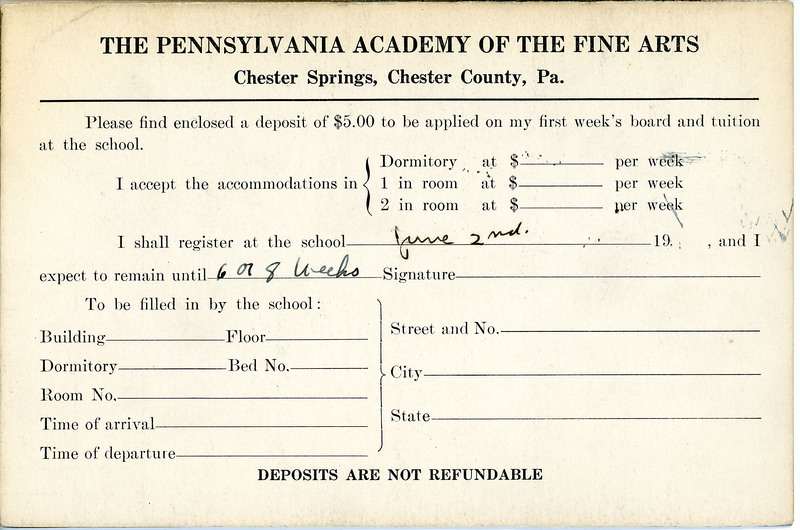 THE PENNSYLVANIA ACADEMY OF THE FINE ARTS
Chester Springs, Chester County, Pa.
Please find enclosed a deposit of $5.00 to be applied on my first week's board and tuition
at the school.
I accept the accommodations in
Dormitory at $ per week
1 in room at $ per week
2 in room at $ per week
I shall register at the school June 2nd. 19 , and I
expect to remain until 6 or 8 Weeks Signature
To be filled in by the school:
Building Floor
Dormitory Bed No.
Room No.
Time of arrival
Time of departure
Street and No.
City
State
DEPOSITS ARE NOT REFUNDABLE